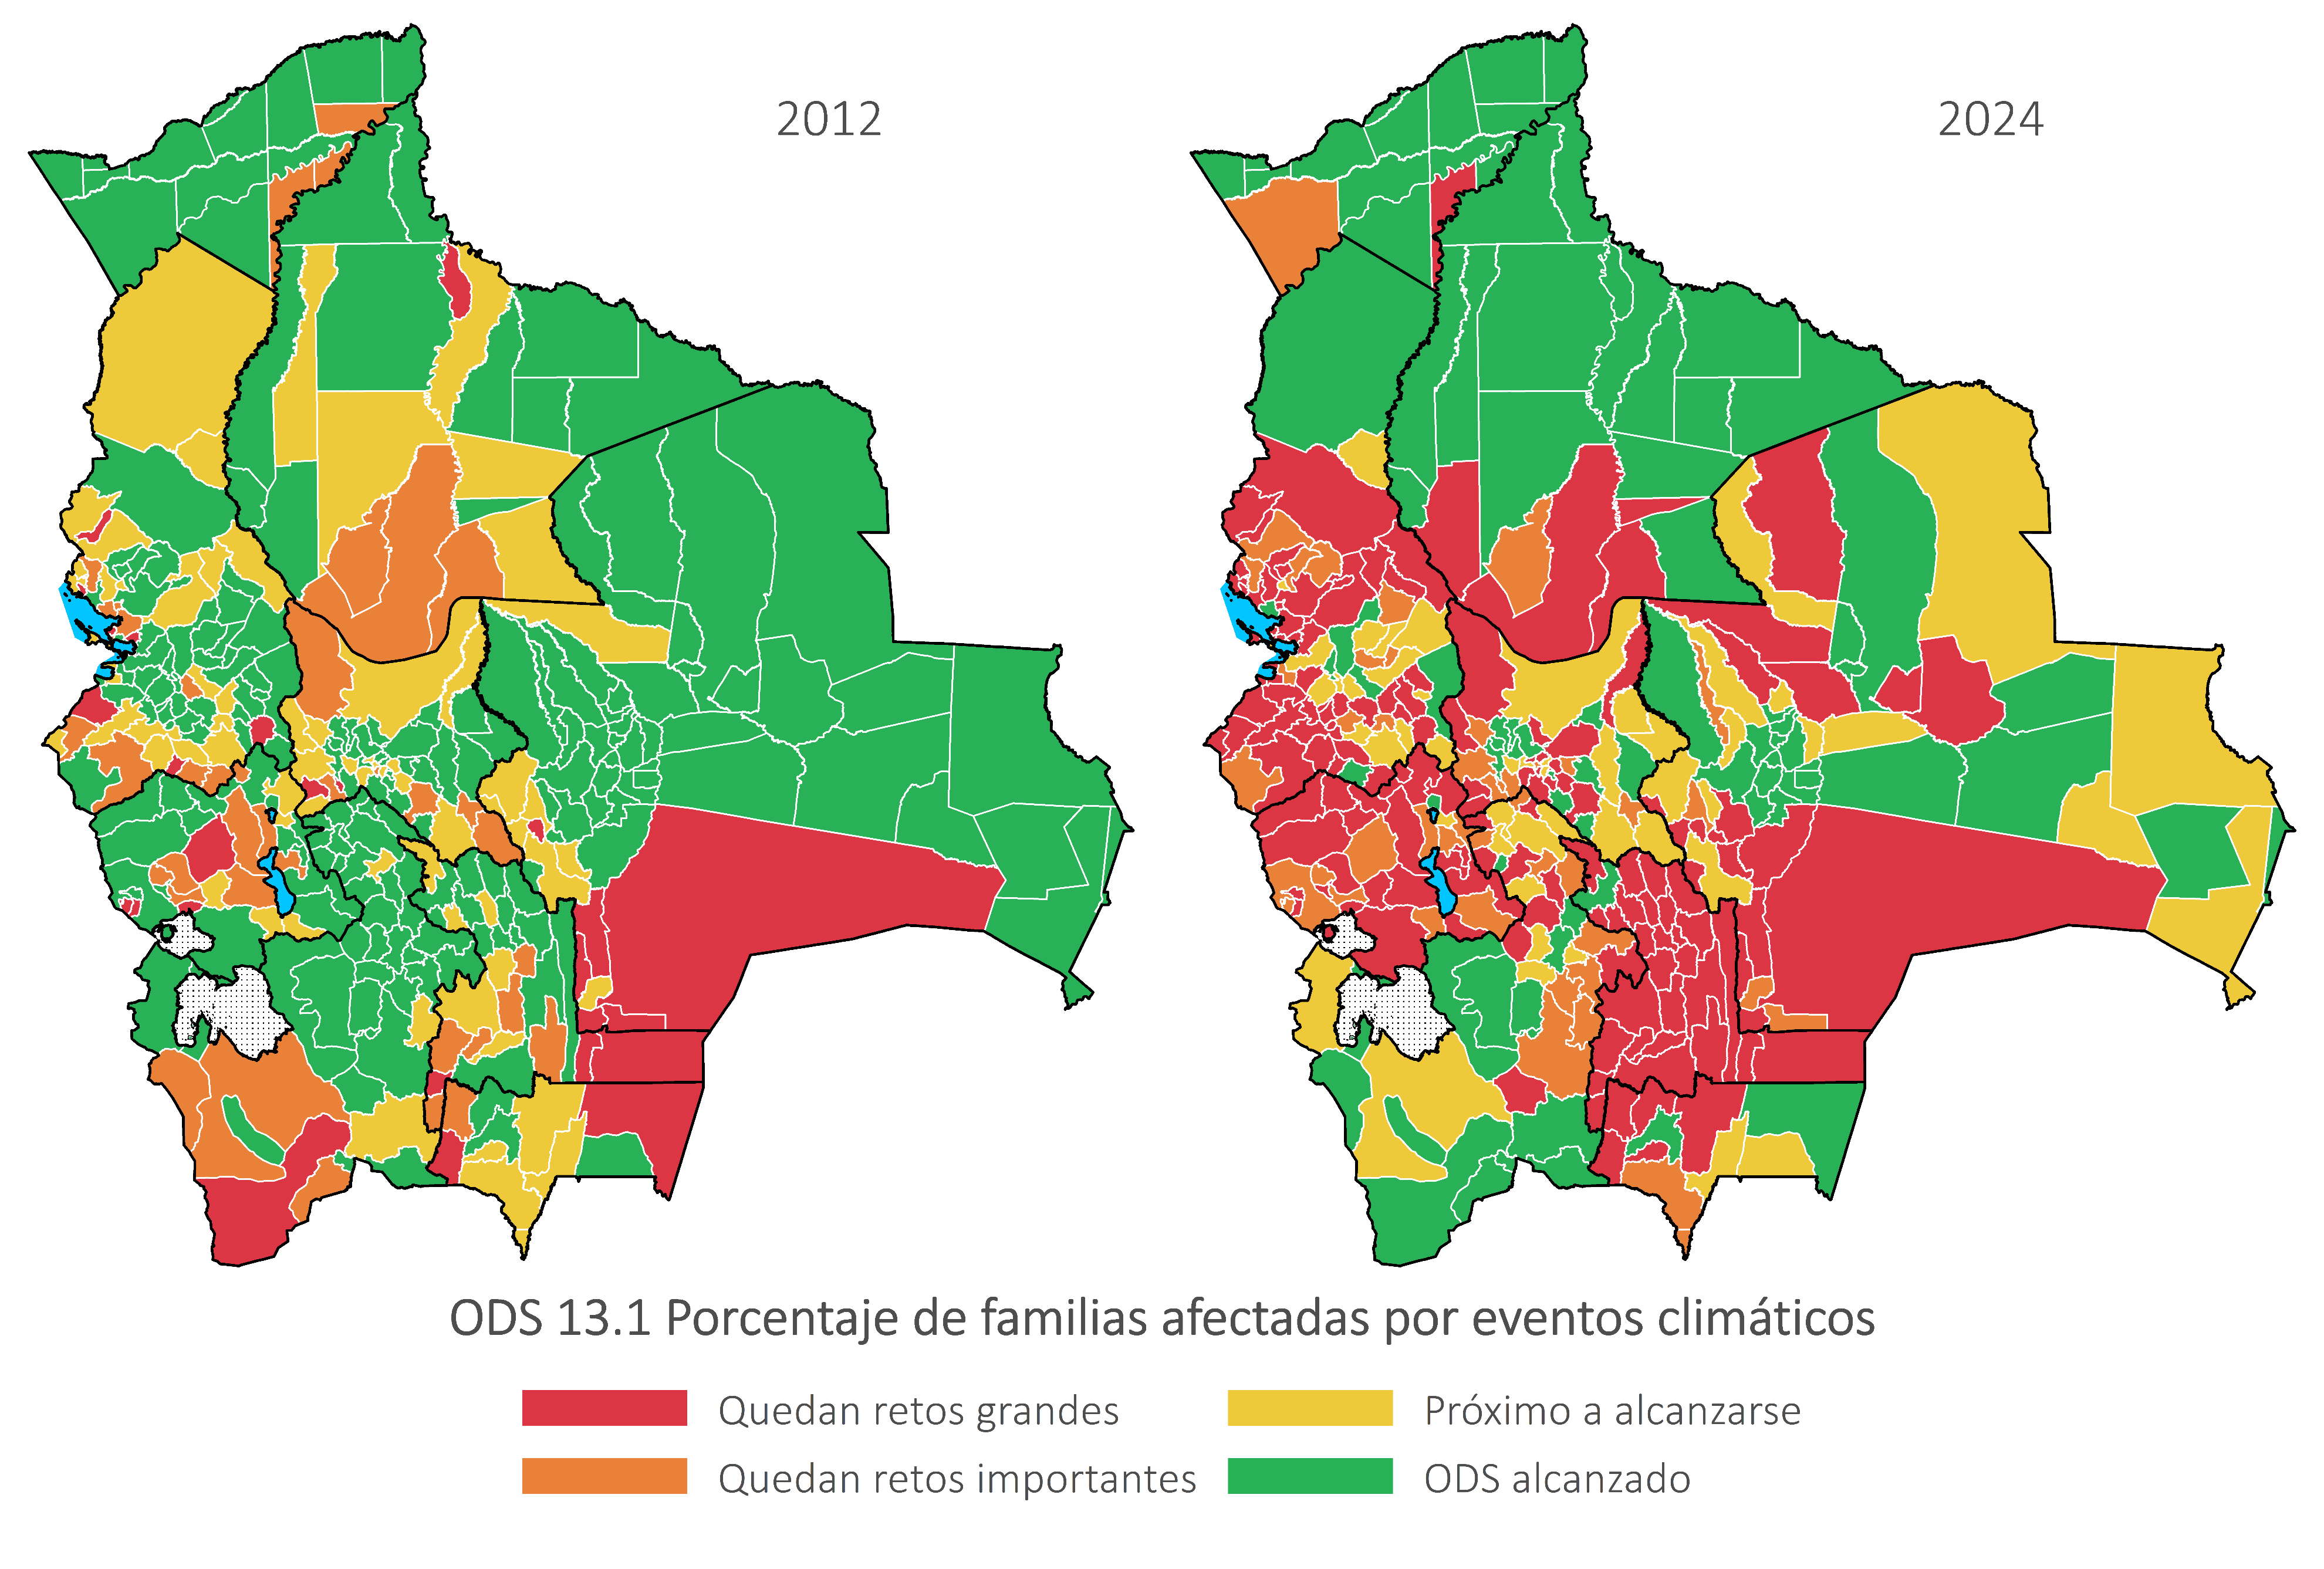 2012
2024
ODS 13.1 Porcentaje de familias afectadas por eventos climáticos
Quedan retos grandes
Próximo a alcanzarse
Quedan retos importantes
ODS alcanzado